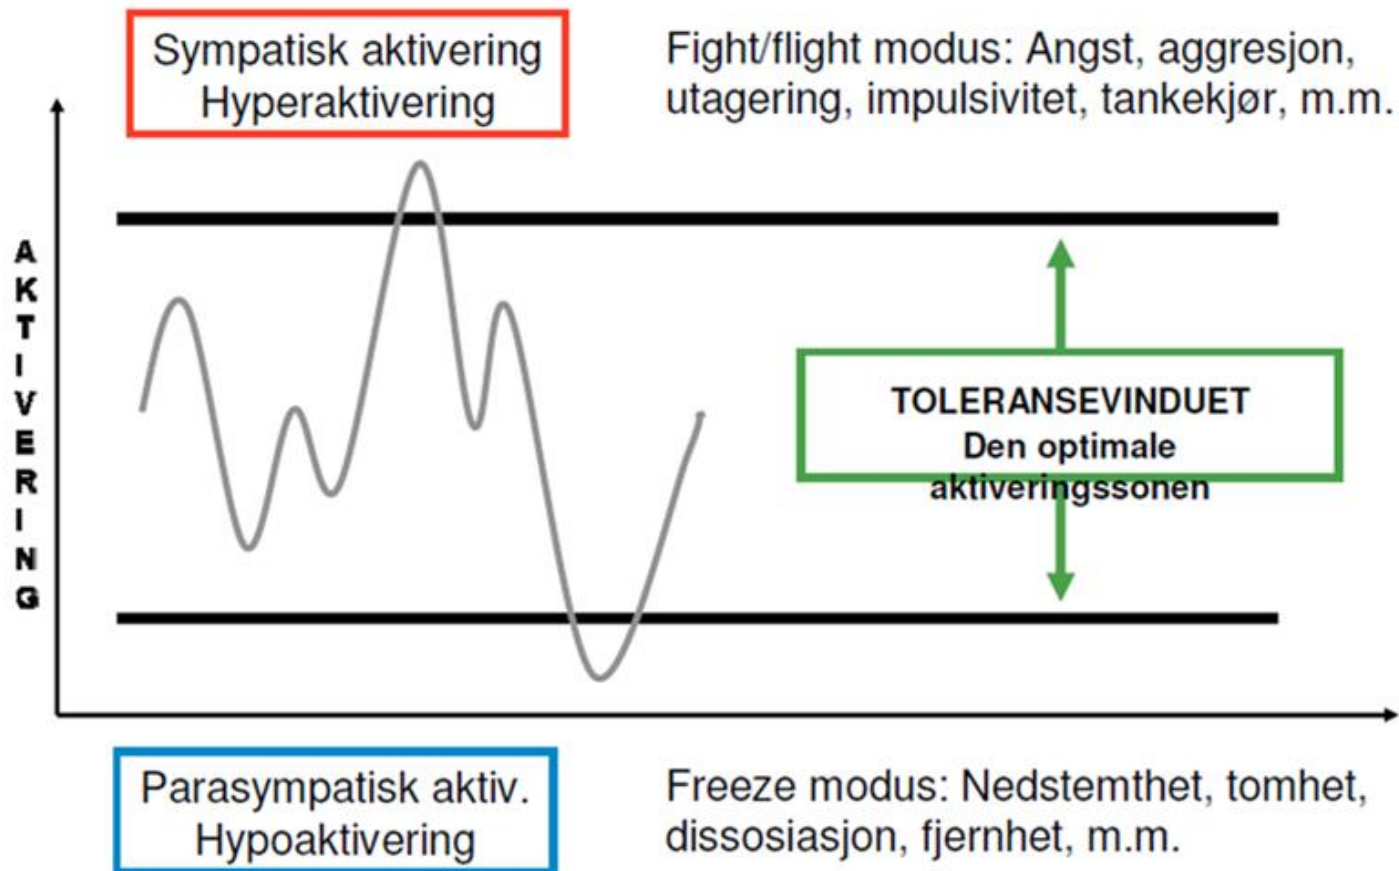 Sympatisk aktivering
Hyperaktivering
Fight/flight modus: Angst, aggresjon,
utagering, impulsivitet, tankekjør, m.m.
AKTIVERING
TOLERANSEVINDUET
Den optimale
aktiveringssonen
Parasympatisk aktiv.
Hypoaktivering
Freeze modus: Nedstemthet, tomhet,
dissosiasjon, fjernhet, m.m.